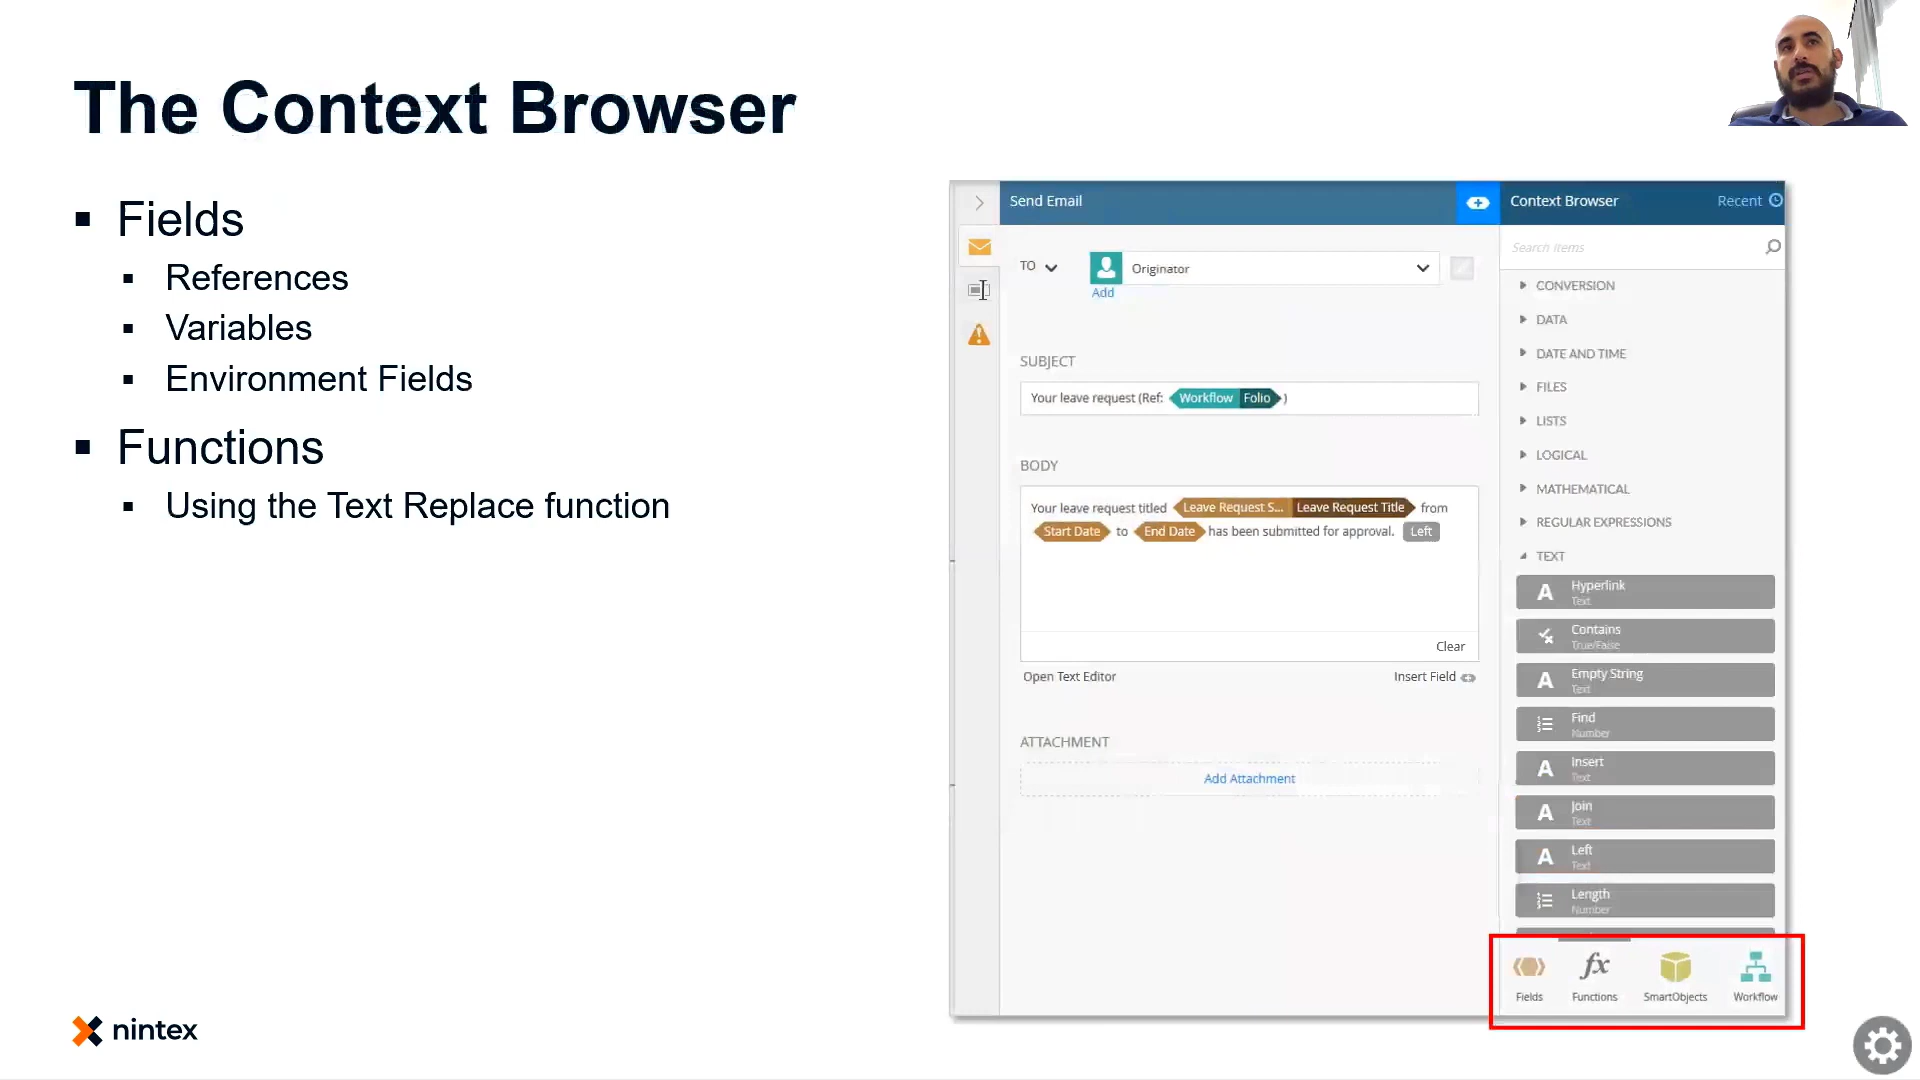 The Context Browser
Fields
References
Variables
Environment Fields
Functions
Using the Text Replace function
nintex
Send Email
TO
Originator
Add
SUBJECT
Your leave request (Ref: Workflow Folio )
BODY
Your leave request titled Leave Request S... Leave Request Title from
Start Date to End Date has been submitted for approval. Left
Clear
Open Text Editor
Insert Field
ATTACHMENT
Add Attachment
Context Browser
Recent
Search Items
CONVERSION
DATA
DATE AND TIME
FILES
LISTS
LOGICAL
MATHEMATICAL
REGULAR EXPRESSIONS
TEXT
Hyperlink
Text
Contains
True/False
Empty String
Text
Find
Number
Insert
Text
Join
Text
Left
Text
Length
Number
Fields
Functions
SmartObjects
Workflow